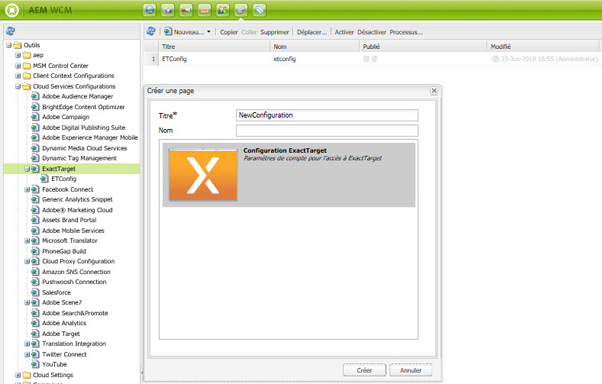 AEM WCM
Nouveau... Copier Coller Supprimer Déplacer... Activer Désactiver Processus...
Outils
aep
MSM Control Center
Client Context Configurations
Cloud Services Configurations
Adobe Audience Manager
BrightEdge Content Optimizer
Adobe Campaign
Adobe Digital Publishing Suite
Adobe Experience Manager Mobile
Dynamic Media Cloud Services
Dynamic Tag Management
ExactTarget
ETConfig
Facebook Connect
Generic Analytics Snippet
Adobe® Marketing Cloud
Assets Brand Portal
Adobe Mobile Services
Microsoft Translator
PhoneGap Build
Cloud Proxy Configuration
Amazon SNS Connection
Pushwoosh Connection
Salesforce
Adobe Scene7
Adobe Search&Promote
Adobe Analytics
Adobe Target
Translation Integration
Twitter Connect
YouTube
Cloud Settings
Titre Nom Publié Modifié
1 ETConfig etconfig 25-Jun-2018 16:55 (Administrator)
Créer une page
Titre* NewConfiguration
Nom
Configuration ExactTarget
Paramètres de compte pour l'accès à ExactTarget
Créer Annuler